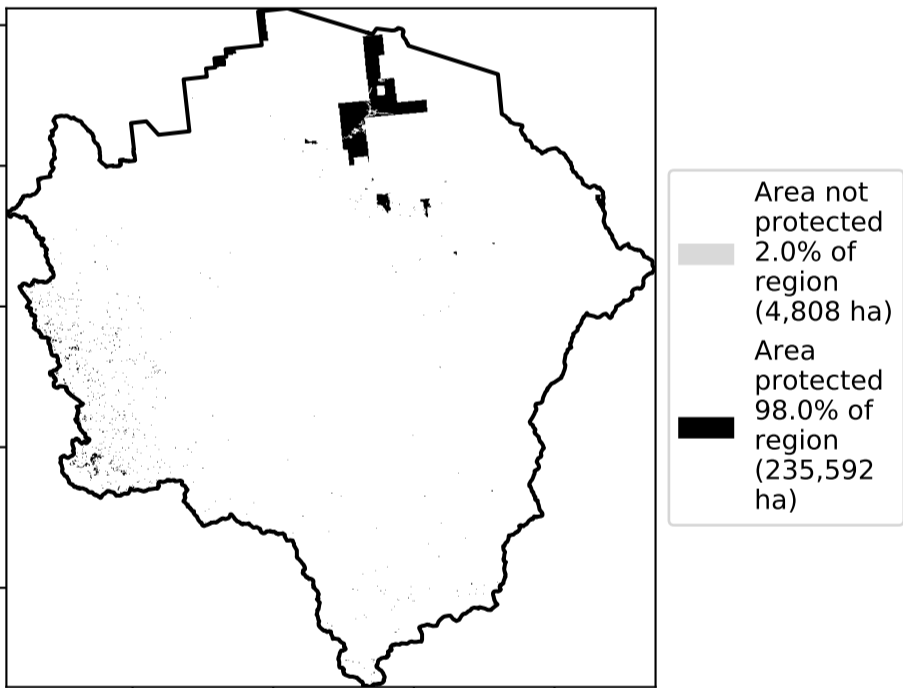 Area not
protected
2.0% of
region
(4,808 ha)
Area
protected
98.0% of
region
(235,592
ha)